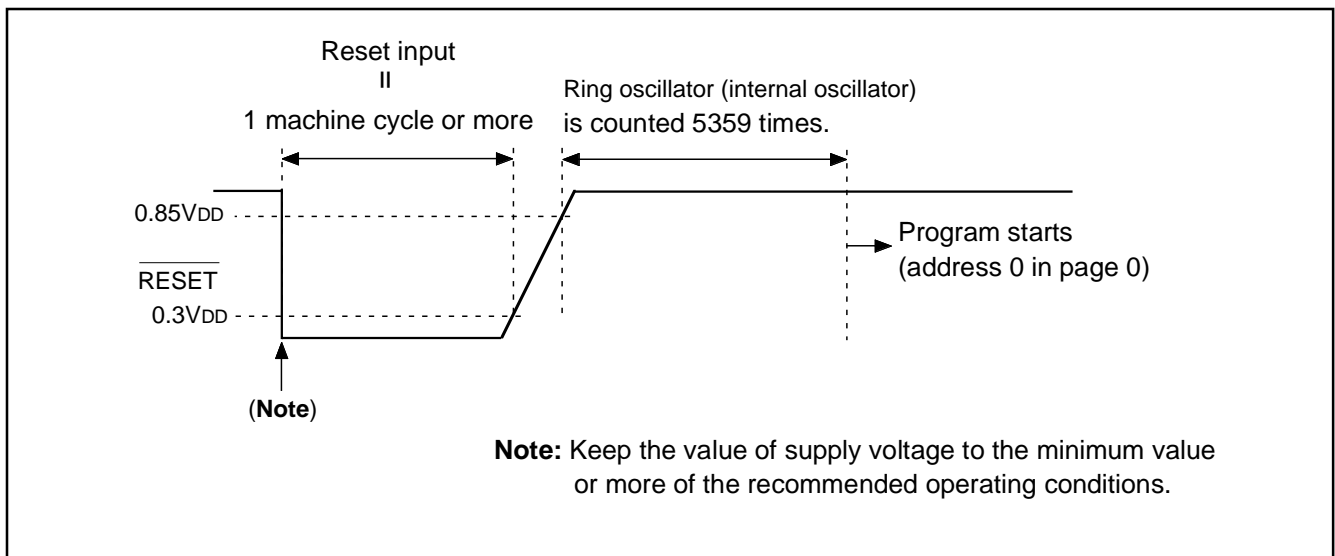 Reset input
=
1 machine cycle or more
Ring oscillator (internal oscillator)
is counted 5359 times.
0.85VDD
Program starts
(address 0 in page 0)
RESET
0.3VDD
(Note)
Note: Keep the value of supply voltage to the minimum value
or more of the recommended operating conditions.